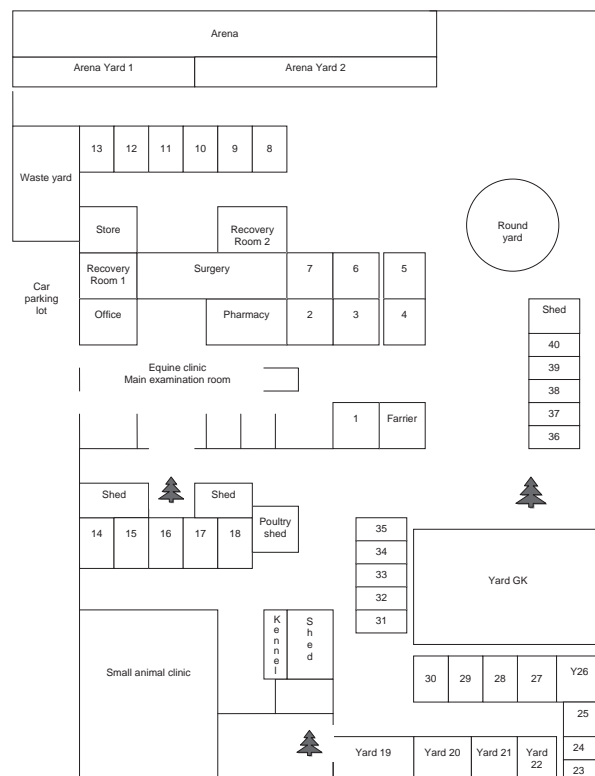 Arena
Arena Yard 1
Arena Yard 2
13
12
11
10
9
8
Waste yard
Store
Recovery
Room 2
Round
yard
Recovery
Room 1
Surgery
7
6
5
Car
parking
lot
Office
Pharmacy
2
3
4
Shed
40
39
38
37
36
Equine clinic
Main examination room
1
Farrier
Shed
Shed
14
15
16
17
18
Poultry
shed
35
34
33
32
31
Yard GK
Kennel
Shed
Small animal clinic
30
29
28
27
Y26
25
24
23
Yard 19
Yard 20
Yard 21
Yard
22